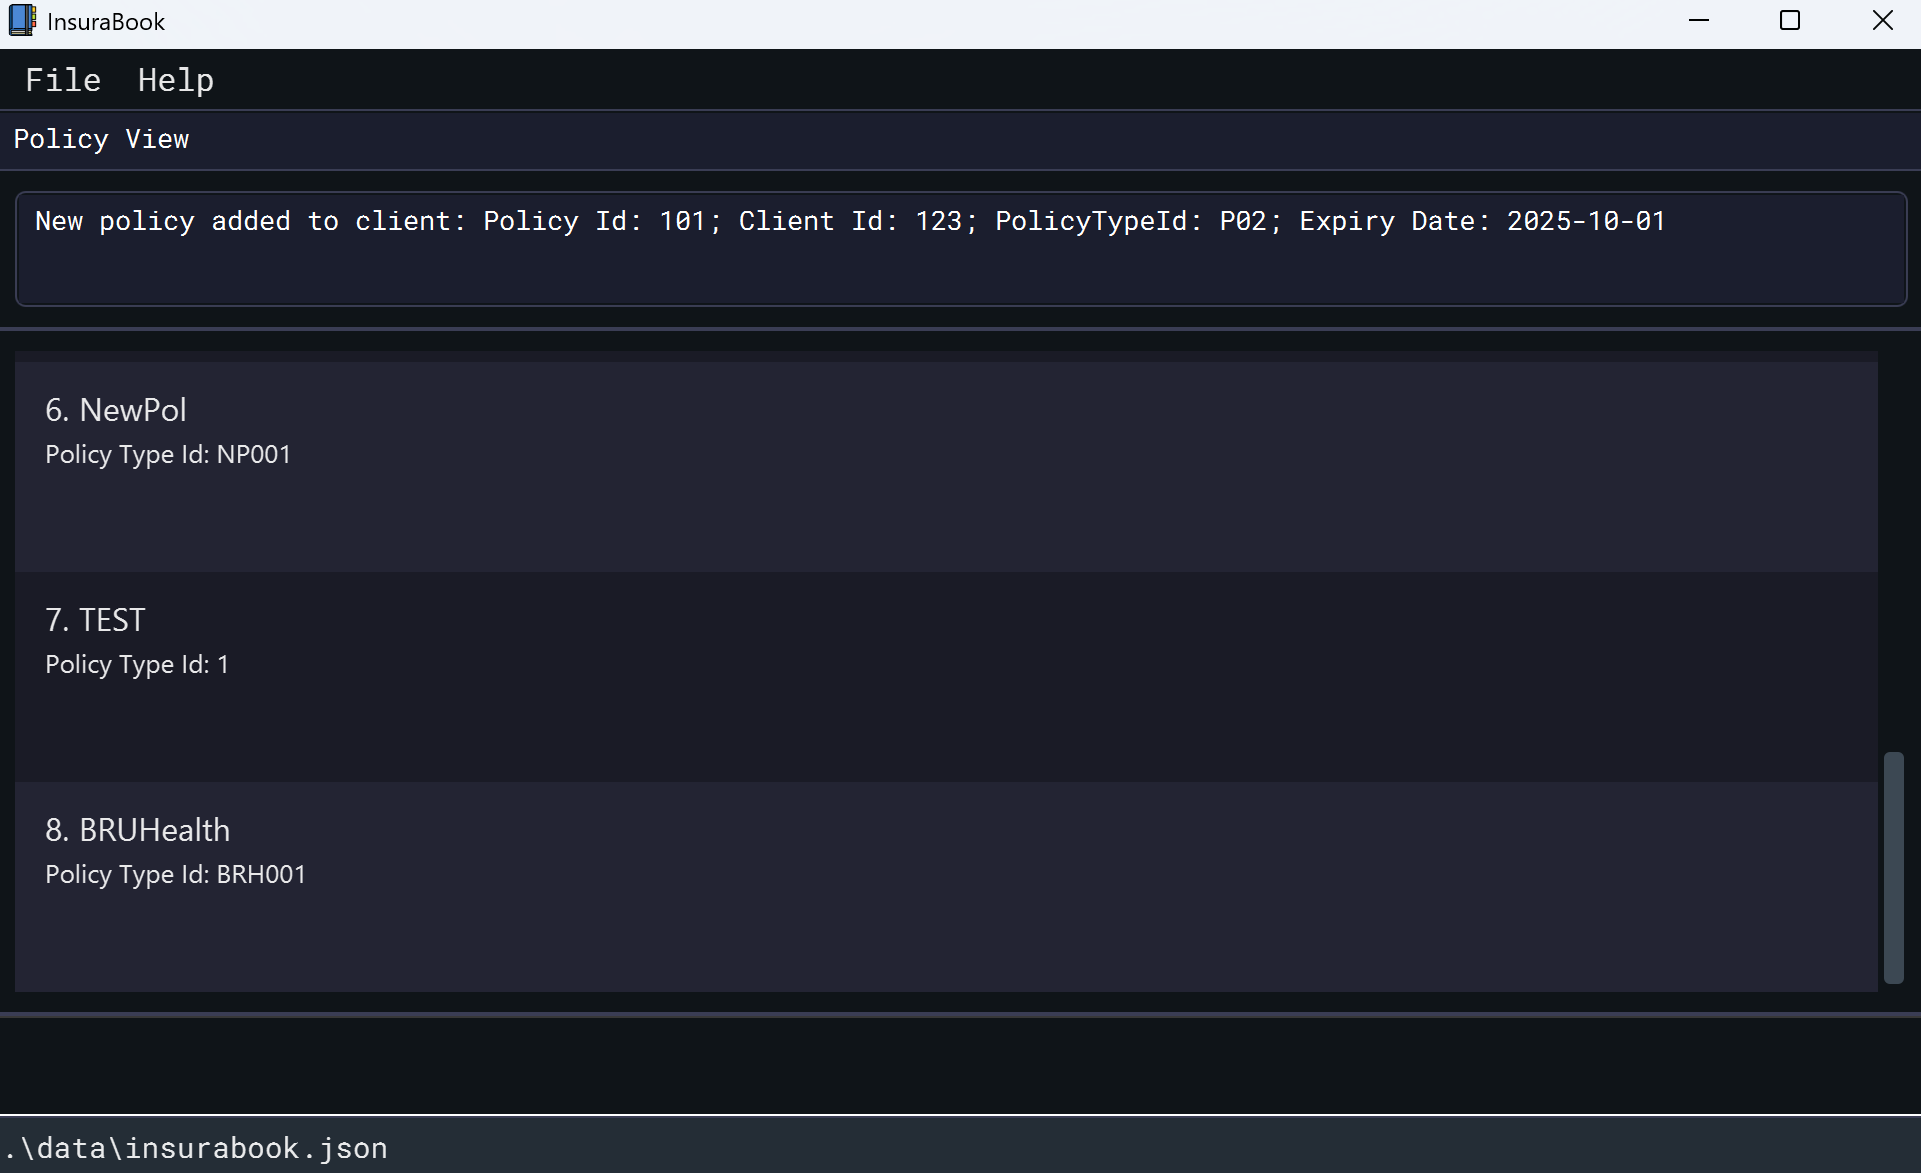 InsuraBook
File Help
Policy View
New policy added to client: Policy Id: 101; Client Id: 123; PolicyTypeId: P02; Expiry Date: 2025-10-01
6. NewPol
Policy Type Id: NP001
7. TEST
Policy Type Id: 1
8. BRUHealth
Policy Type Id: BRH001
.\data\insurabook.json